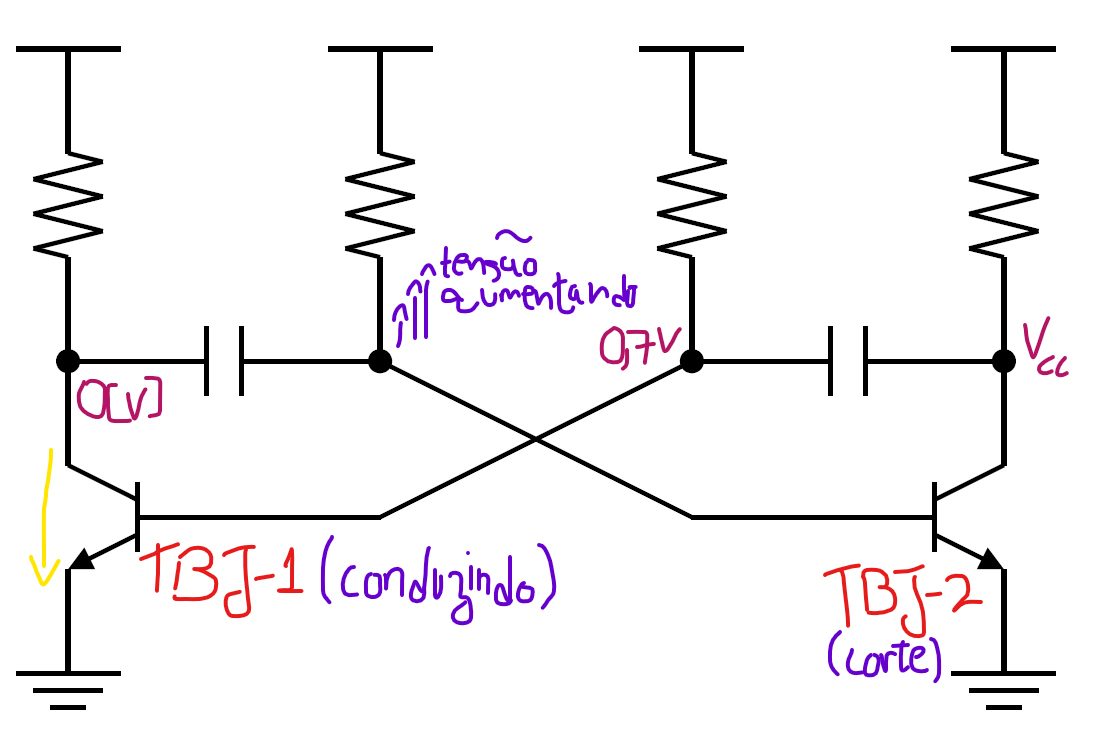 tensão
aumentando
0,7V
Vcc
0[V]
TBJ-1 (conduzindo)
TBJ-2
(corte)